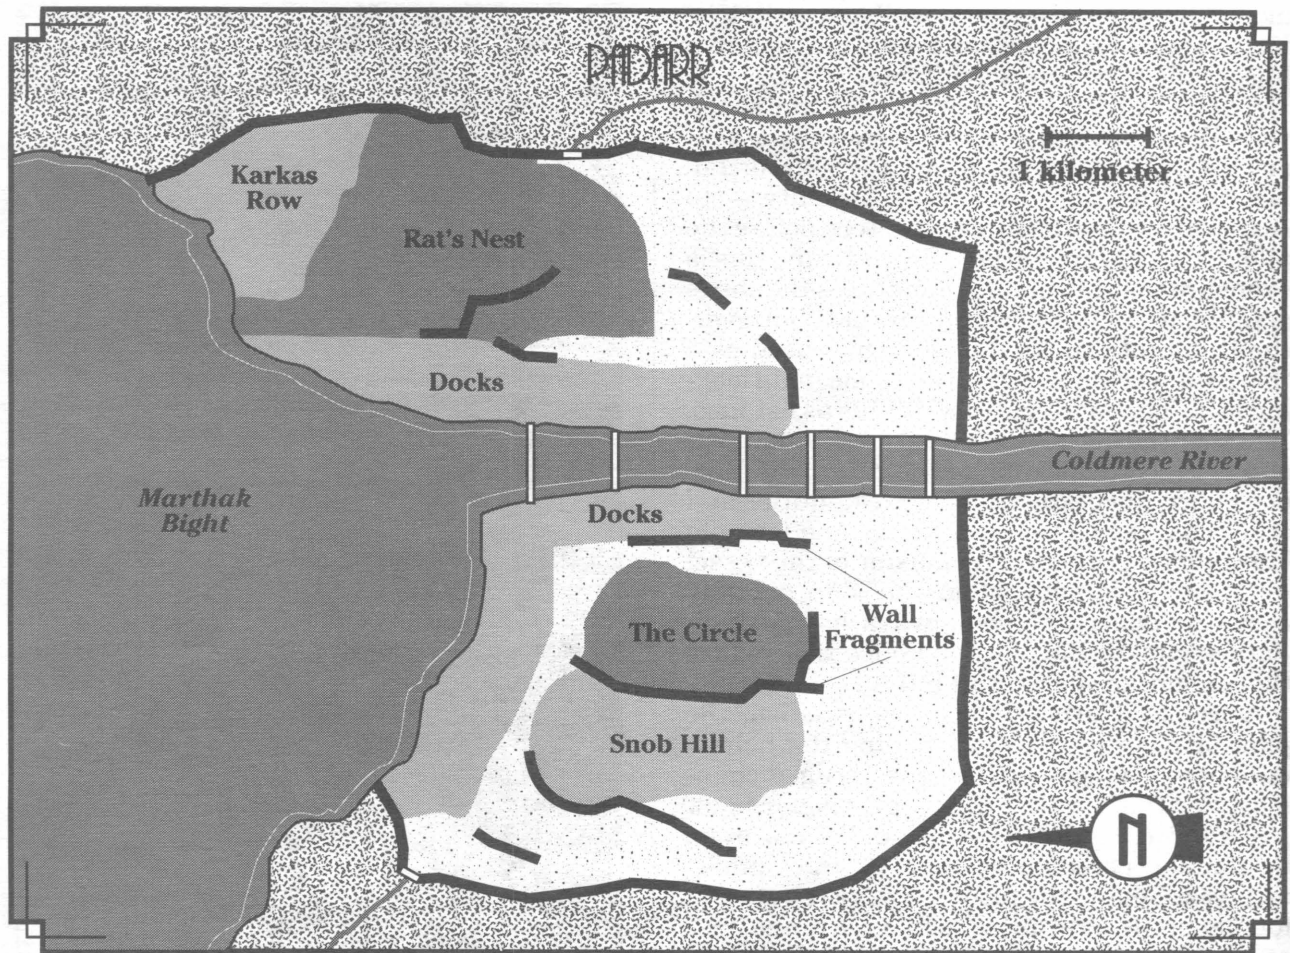 PADARR
1 kilometer
Karkas
Row
Rat's Nest
Docks
Coldmere River
Marthak
Bight
Docks
Wall
Fragments
The Circle
Snob Hill
N